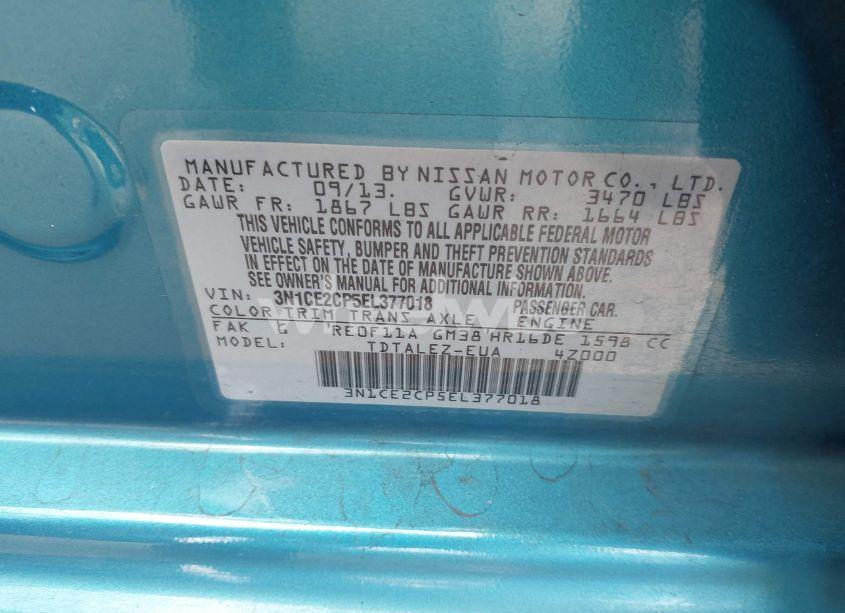 MANUFACTURED BY NISSAN MOTOR CO., LTD.
DATE: 09/13. GVWR: 3470 LBS
GAWR FR: 1867 LBS GAWR RR: 1664 LBS
THIS VEHICLE CONFORMS TO ALL APPLICABLE FEDERAL MOTOR
VEHICLE SAFETY, BUMPER AND THEFT PREVENTION STANDARDS
IN EFFECT ON THE DATE OF MANUFACTURE SHOWN ABOVE.
SEE OWNER'S MANUAL FOR ADDITIONAL INFORMATION
VIN: 3N1CE2CP5EL377018 PASSENGER CAR.
COLOR TRIM TRANS AXLE ENGINE
FAK G RE0F11A GM38 HR16DE 1598 CC
MODEL: TDTALEZ-EUA 4Z000
3N1CE2CP5EL377018